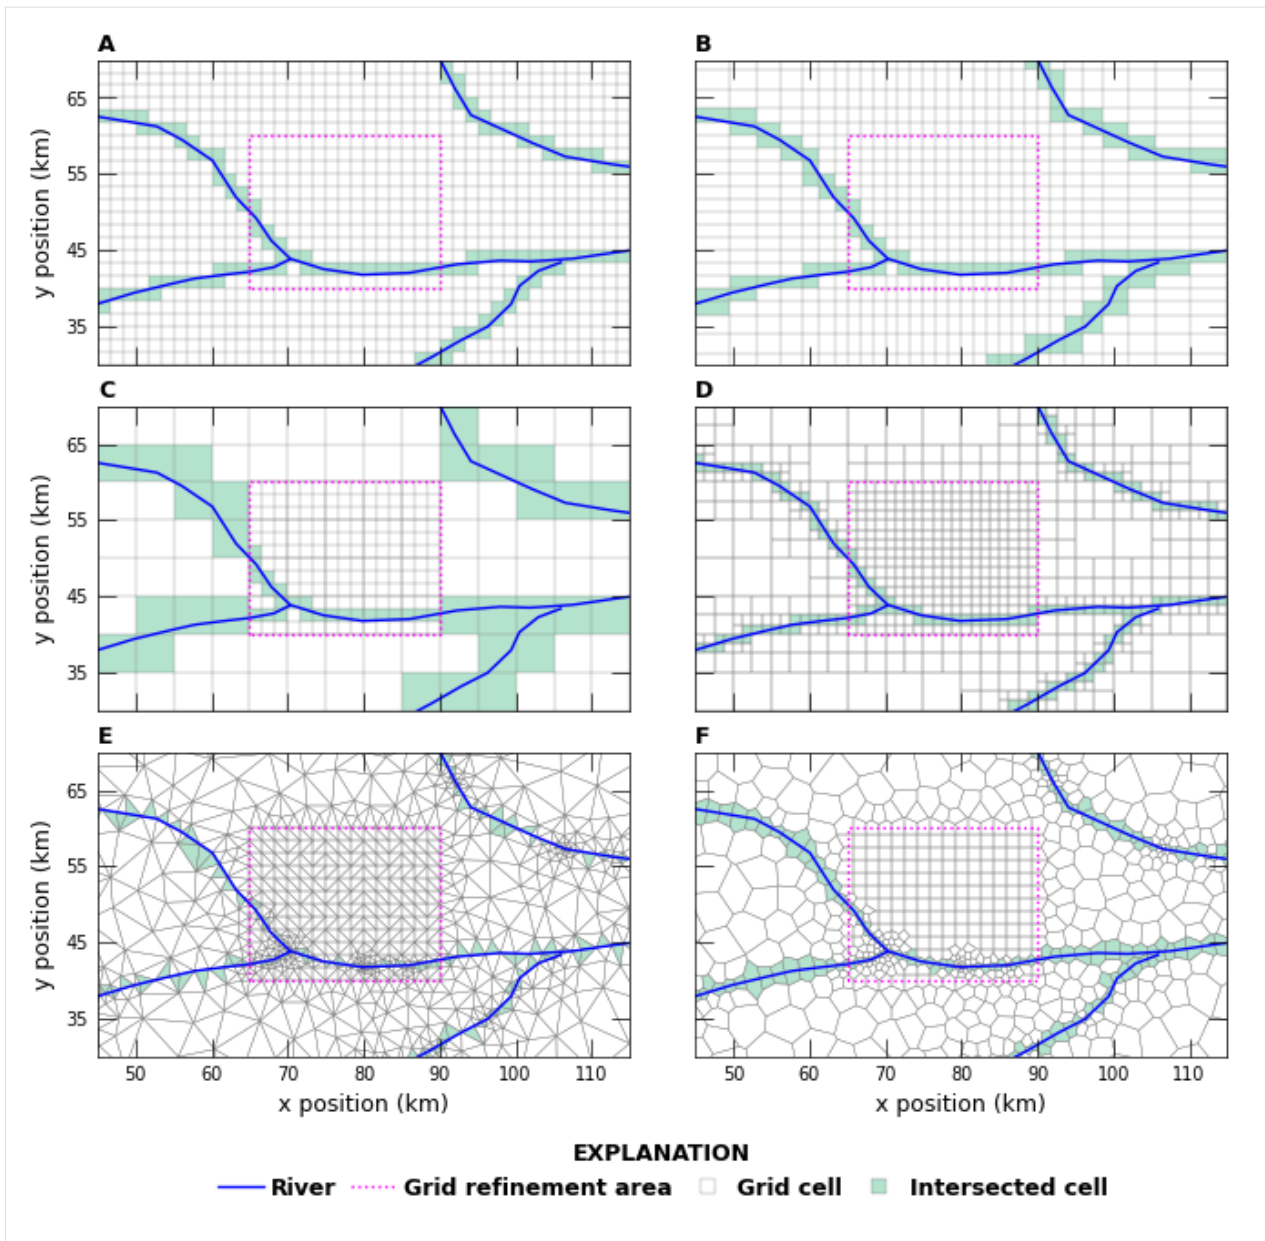 A B
65
55
45
35
y position (km)
C D
65
55
45
35
y position (km)
E F
65
55
45
35
y position (km)
50 60 70 80 90 100 110 50 60 70 80 90 100 110
x position (km) x position (km)
EXPLANATION
River Grid refinement area Grid cell Intersected cell